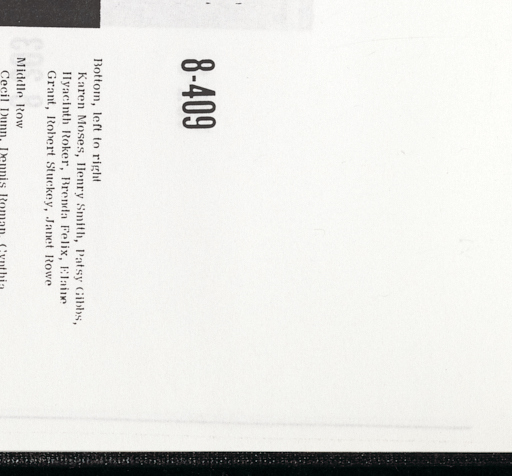 8-409
Bottom, left to right
Karen Moses, Henry Smith, Patsy Gibbs,
Hyacinth Roker, Brenda Felix, Elaine
Grant, Robert Stuckey, Janet Rowe
Middle Row
Cecil Dunn, Dennis Roman, Cynthia